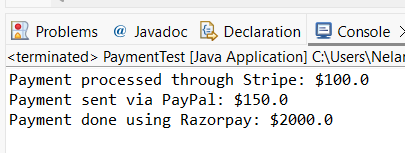 Problems @ Javadoc Declaration Console
<terminated> PaymentTest [Java Application] C:\Users\Nelan
Payment processed through Stripe: $100.0
Payment sent via PayPal: $150.0
Payment done using Razorpay: $2000.0